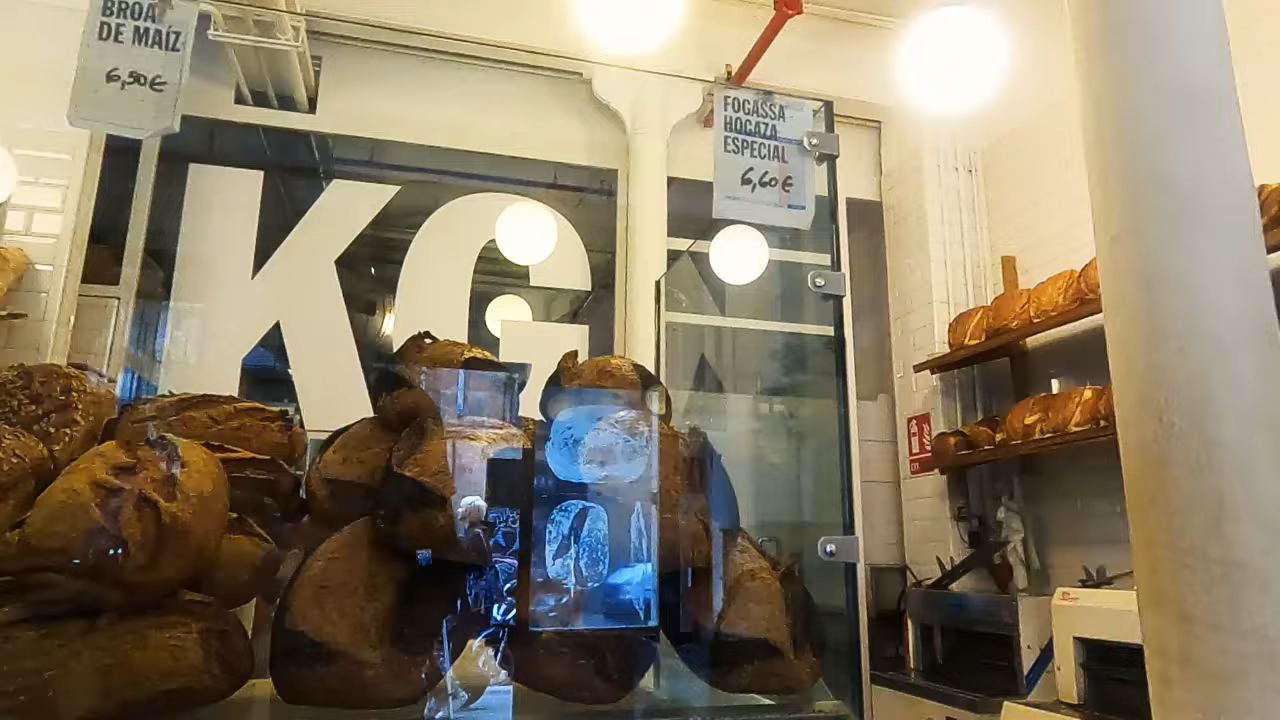 BROA
DE MAÍZ
6,50€
FOGASSA
HOGAZA
ESPECIAL
6,60€
KG